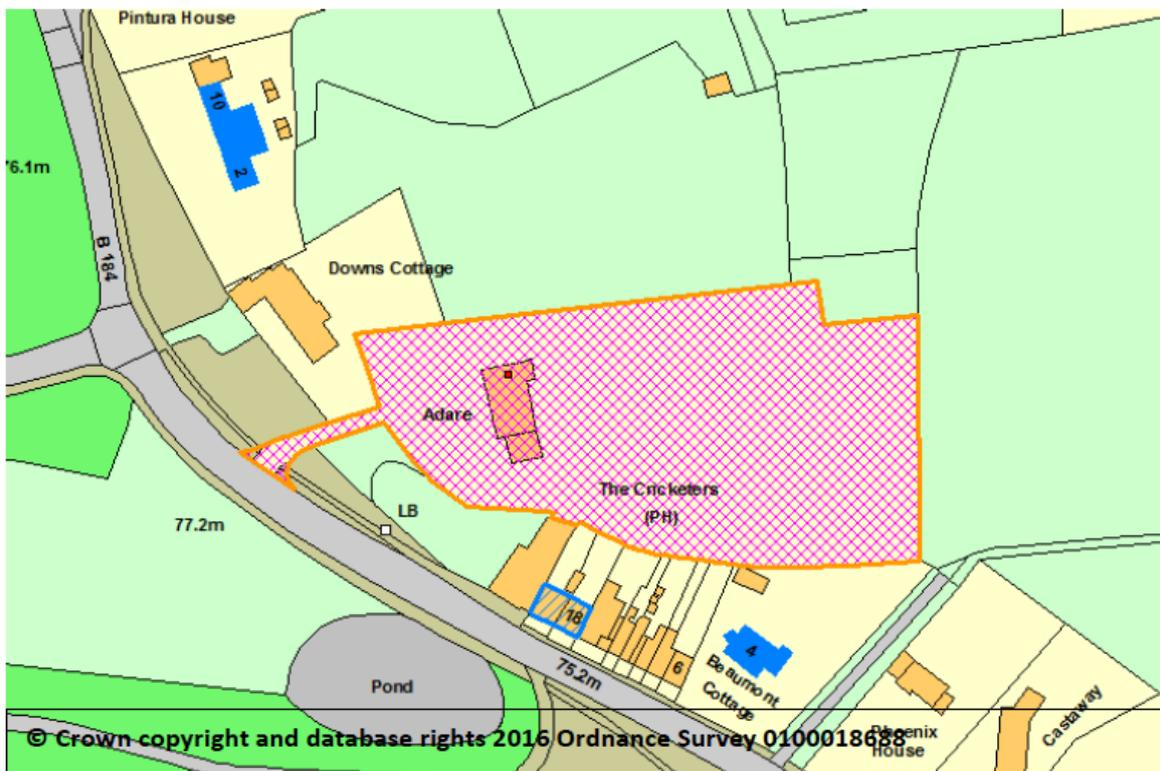 Pintura House
10
2
76.1m
B 184
Downs Cottage
Adare
The Cricketers
(PH)
LB
77.2m
18
6
4
75.2m
Beaumont
Cottage
Pond
Phoenix
House
Castaway
© Crown copyright and database rights 2016 Ordnance Survey 0100018688